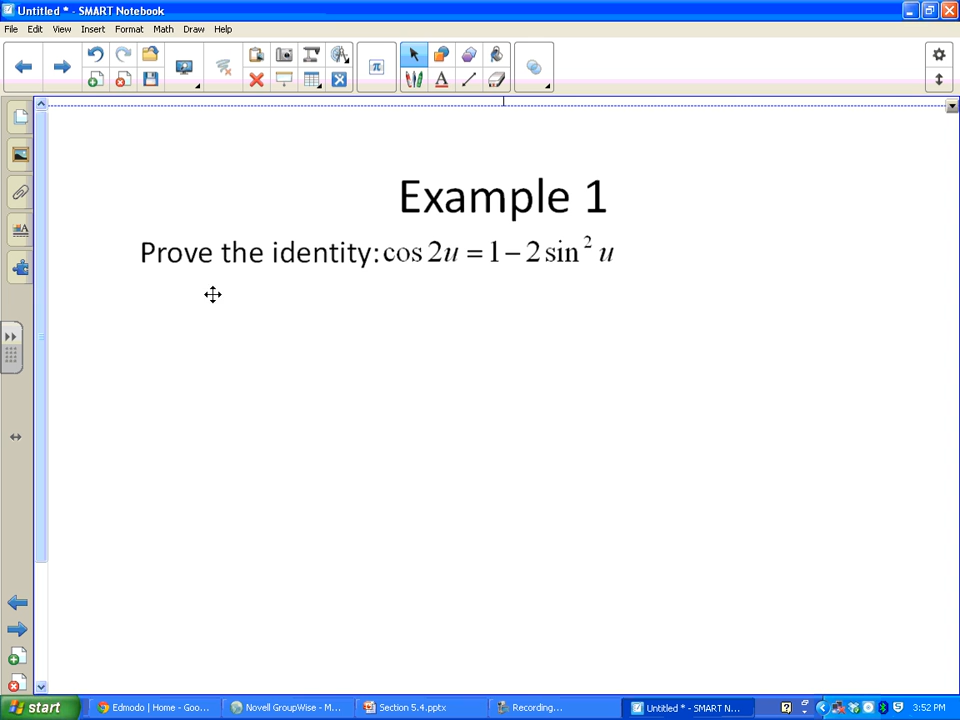 Untitled * - SMART Notebook
File Edit View Insert Format Math Draw Help
π
A
Example 1
Prove the identity: cos 2u = 1 − 2 sin² u
start
Edmodo | Home - Goo...
Novell GroupWise - M...
Section 5.4.pptx
Recording...
Untitled * - SMART N...
3:52 PM